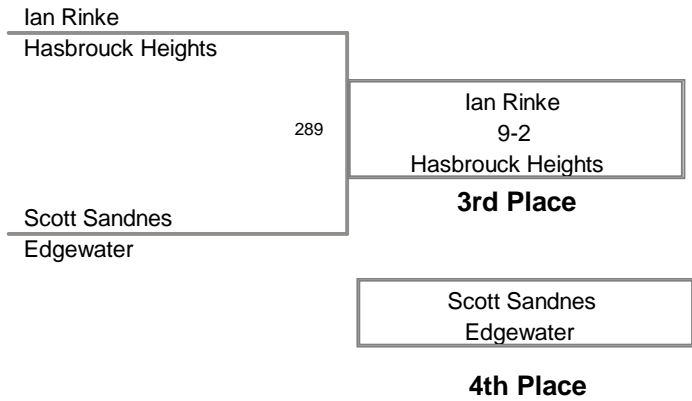 Ian Rinke
Hasbrouck Heights
289
Ian Rinke
9-2
Hasbrouck Heights
3rd Place
Scott Sandnes
Edgewater
Scott Sandnes
Edgewater
4th Place